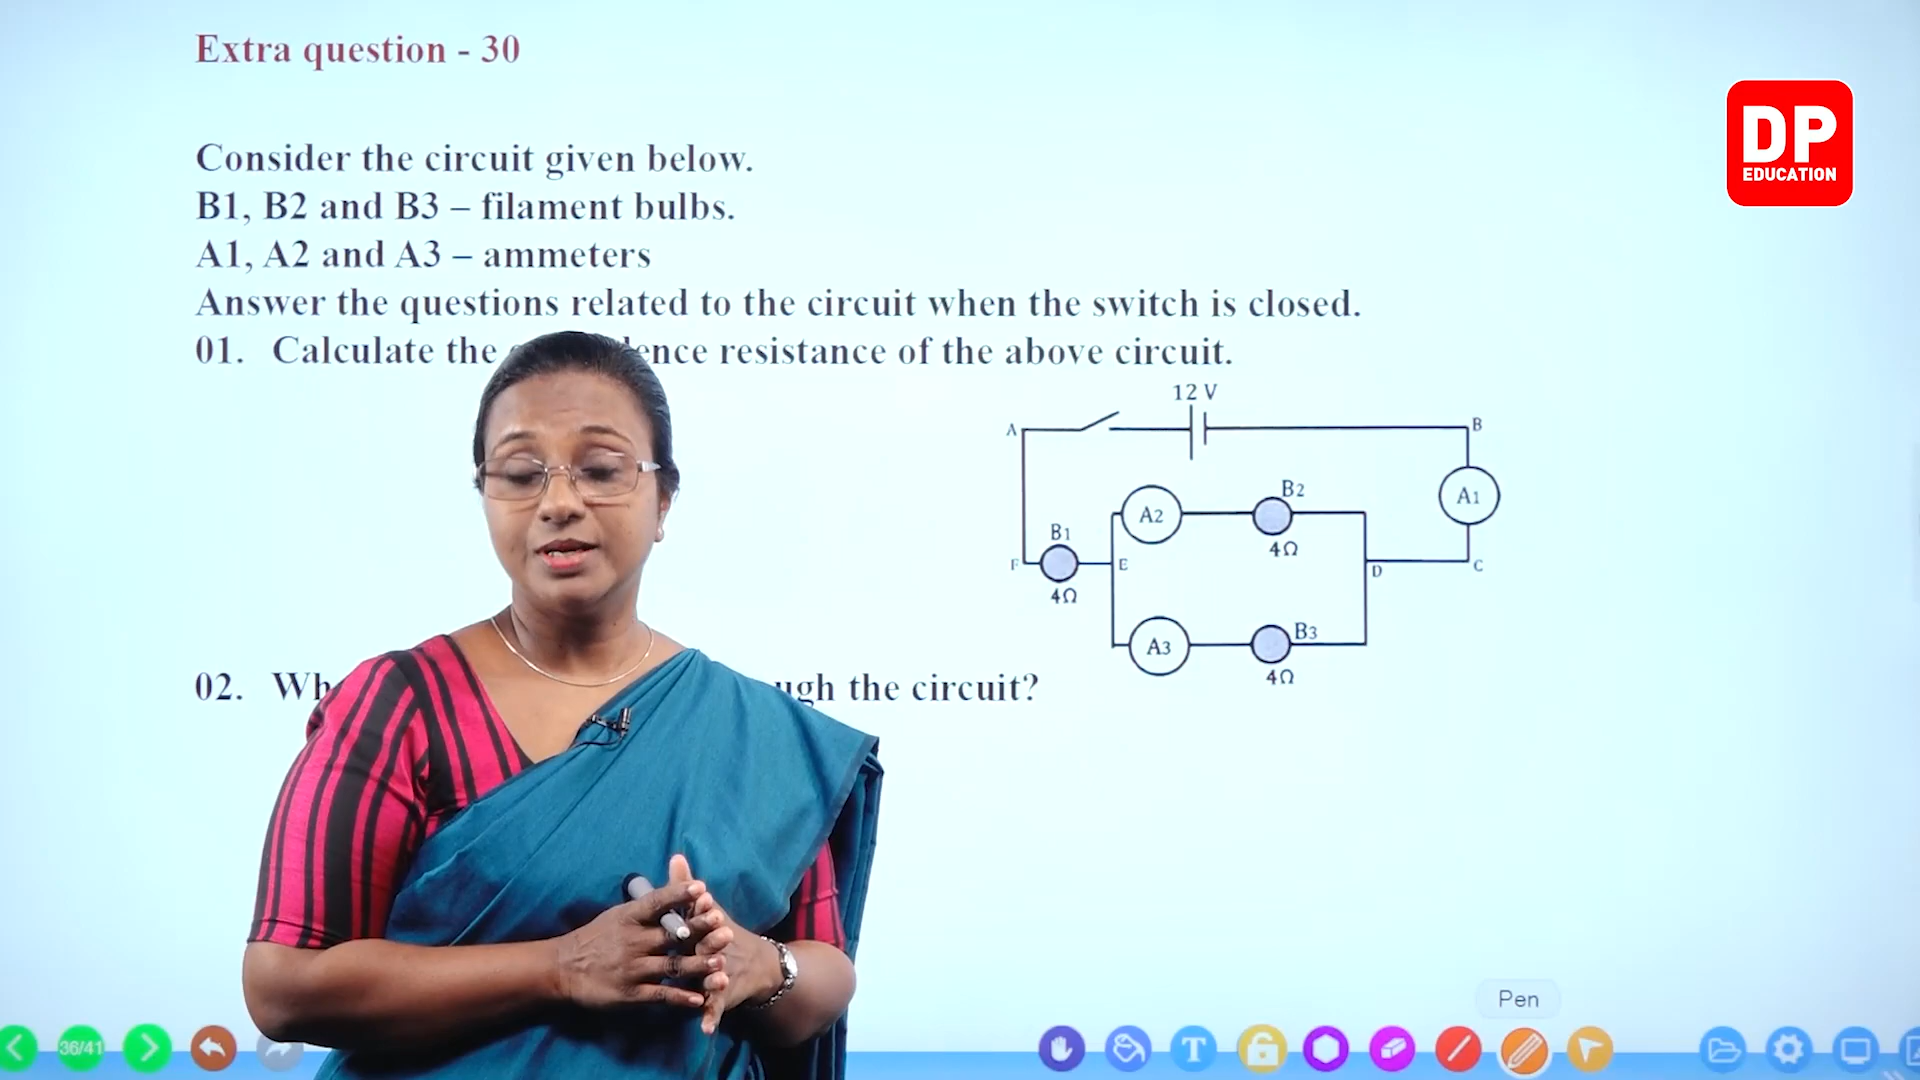 Extra question - 30
DP
EDUCATION
Consider the circuit given below.
B1, B2 and B3 – filament bulbs.
A1, A2 and A3 – ammeters
Answer the questions related to the circuit when the switch is closed.
01. Calculate the resistance of the above circuit.
12 V
A
B
A1
B2
A2
4Ω
B1
F
E
D
C
4Ω
B3
A3
4Ω
02. the circuit?
Pen
36/41
T